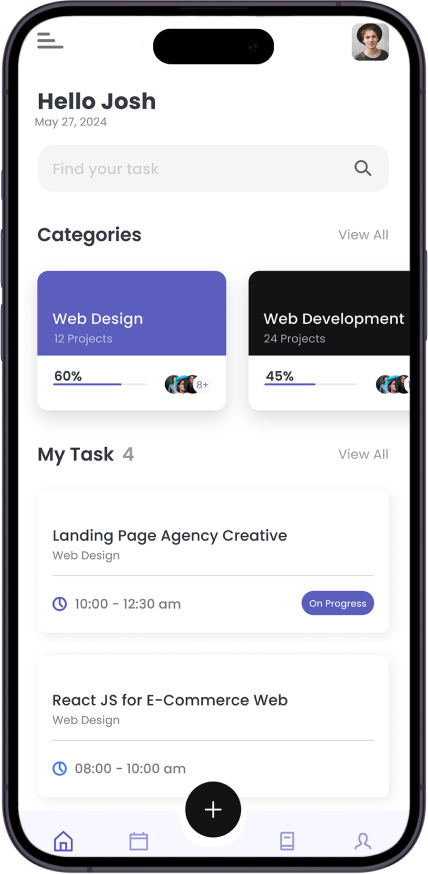 Hello Josh
May 27, 2024
Find your task
Categories
View All
Web Design
12 Projects
60%
8+
Web Development
24 Projects
45%
My Task 4
View All
Landing Page Agency Creative
Web Design
10:00 - 12:30 am
On Progress
React JS for E-Commerce Web
Web Design
08:00 - 10:00 am
+